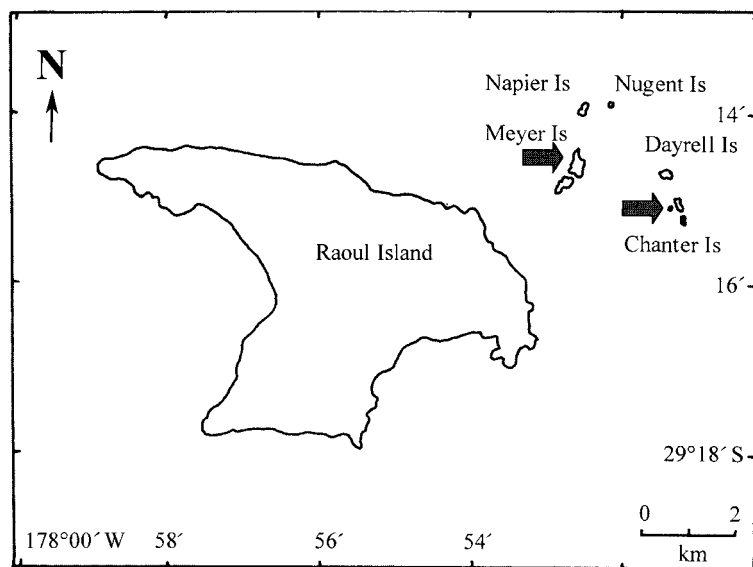 N
Napier Is
Nugent Is
14´
Meyer Is
Dayrell Is
Raoul Island
Chanter Is
16´
29°18´ S
0 2
km
178°00´ W 58´ 56´ 54´